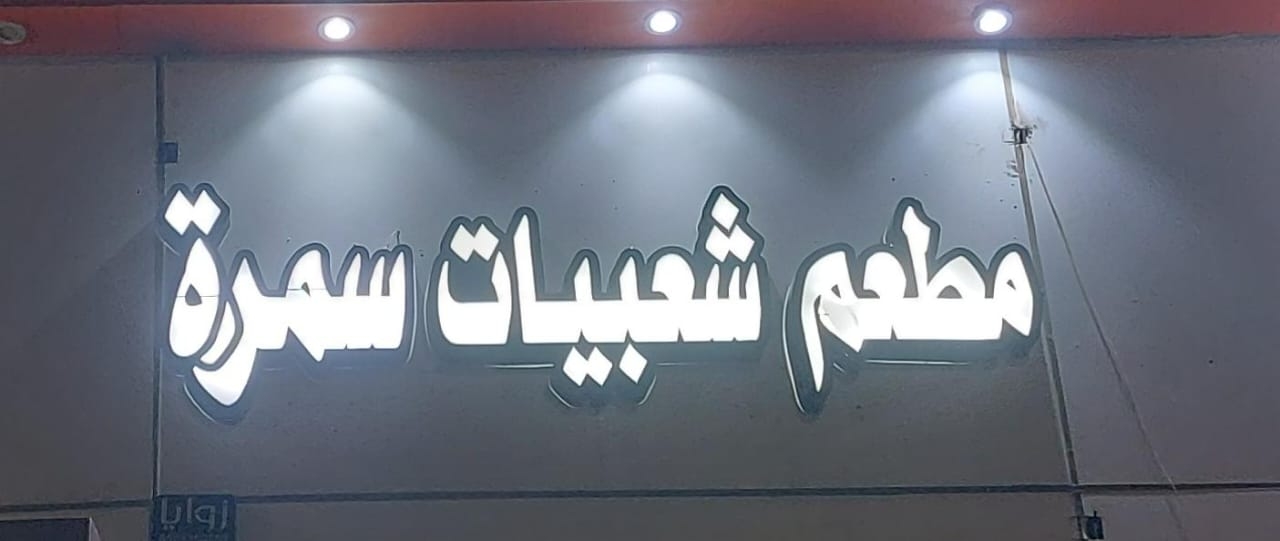 مطعم شعبيات سمرة
زوايا